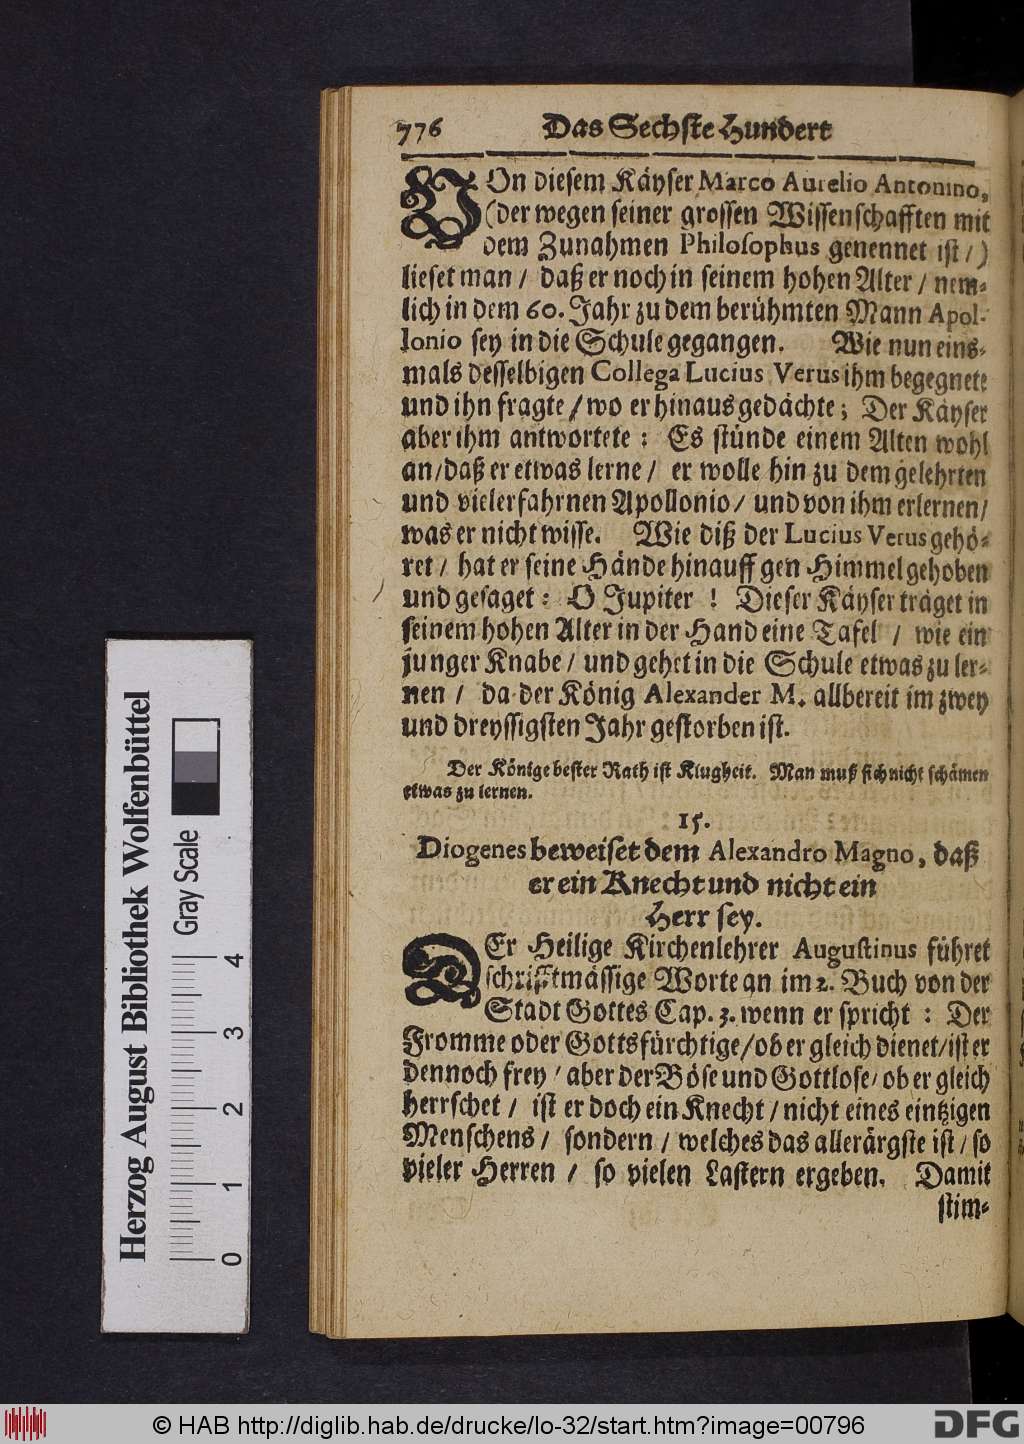 776 Das Sechste Hundert
VOn diesem Käyser Marco Aurelio Antonino,
(der wegen seiner grossen Wissenschafften mit
dem Zunahmen Philosophus genennet ist/)
lieset man / daß er noch in seinem hohen Alter / nem-
lich in dem 60. Jahr zu dem berühmten Mann Apol-
lonio sey in die Schule gegangen. Wie nun eins-
mals desselbigen Collega Lucius Verus ihm begegnete
und ihn fragte / wo er hinaus gedächte; Der Käyser
aber ihm antwortete: Es stünde einem Alten wohl
an/daß er etwas lerne / er wolle hin zu dem gelehrten
und vielerfahrnen Apollonio / und von ihm erlernen/
was er nicht wisse. Wie diß der Lucius Verus gehö-
ret / hat er seine Hände hinauff gen Himmel gehoben
und gesaget: O Jupiter ! Dieser Käyser träget in
seinem hohen Alter in der Hand eine Tafel / wie ein
junger Knabe / und gehet in die Schule etwas zu ler-
nen / da der König Alexander M. allbereit im zwey
und dreyssigsten Jahr gestorben ist.
Der Könige bester Rath ist Klugheit. Man muß sich nicht schämen
etwas zu lernen.
15.
Diogenes beweiset dem Alexandro Magno, daß
er ein Knecht und nicht ein
Herr sey.
DEr Heilige Kirchenlehrer Augustinus führet
schrifftmässige Worte an im 2. Buch von der
Stadt Gottes Cap. 3. wenn er spricht: Der
Fromme oder Gottsfürchtige/ob er gleich dienet/ist er
dennoch frey / aber der Böse und Gottlose/ ob er gleich
herrschet / ist er doch ein Knecht / nicht eines eintzigen
Menschens / sondern / welches das allerärgste ist / so
vieler Herren / so vielen Lastern ergeben. Damit
stim-
Herzog August Bibliothek Wolfenbüttel
Gray Scale
0 1 2 3 4
© HAB http://diglib.hab.de/drucke/lo-32/start.htm?image=00796
DFG